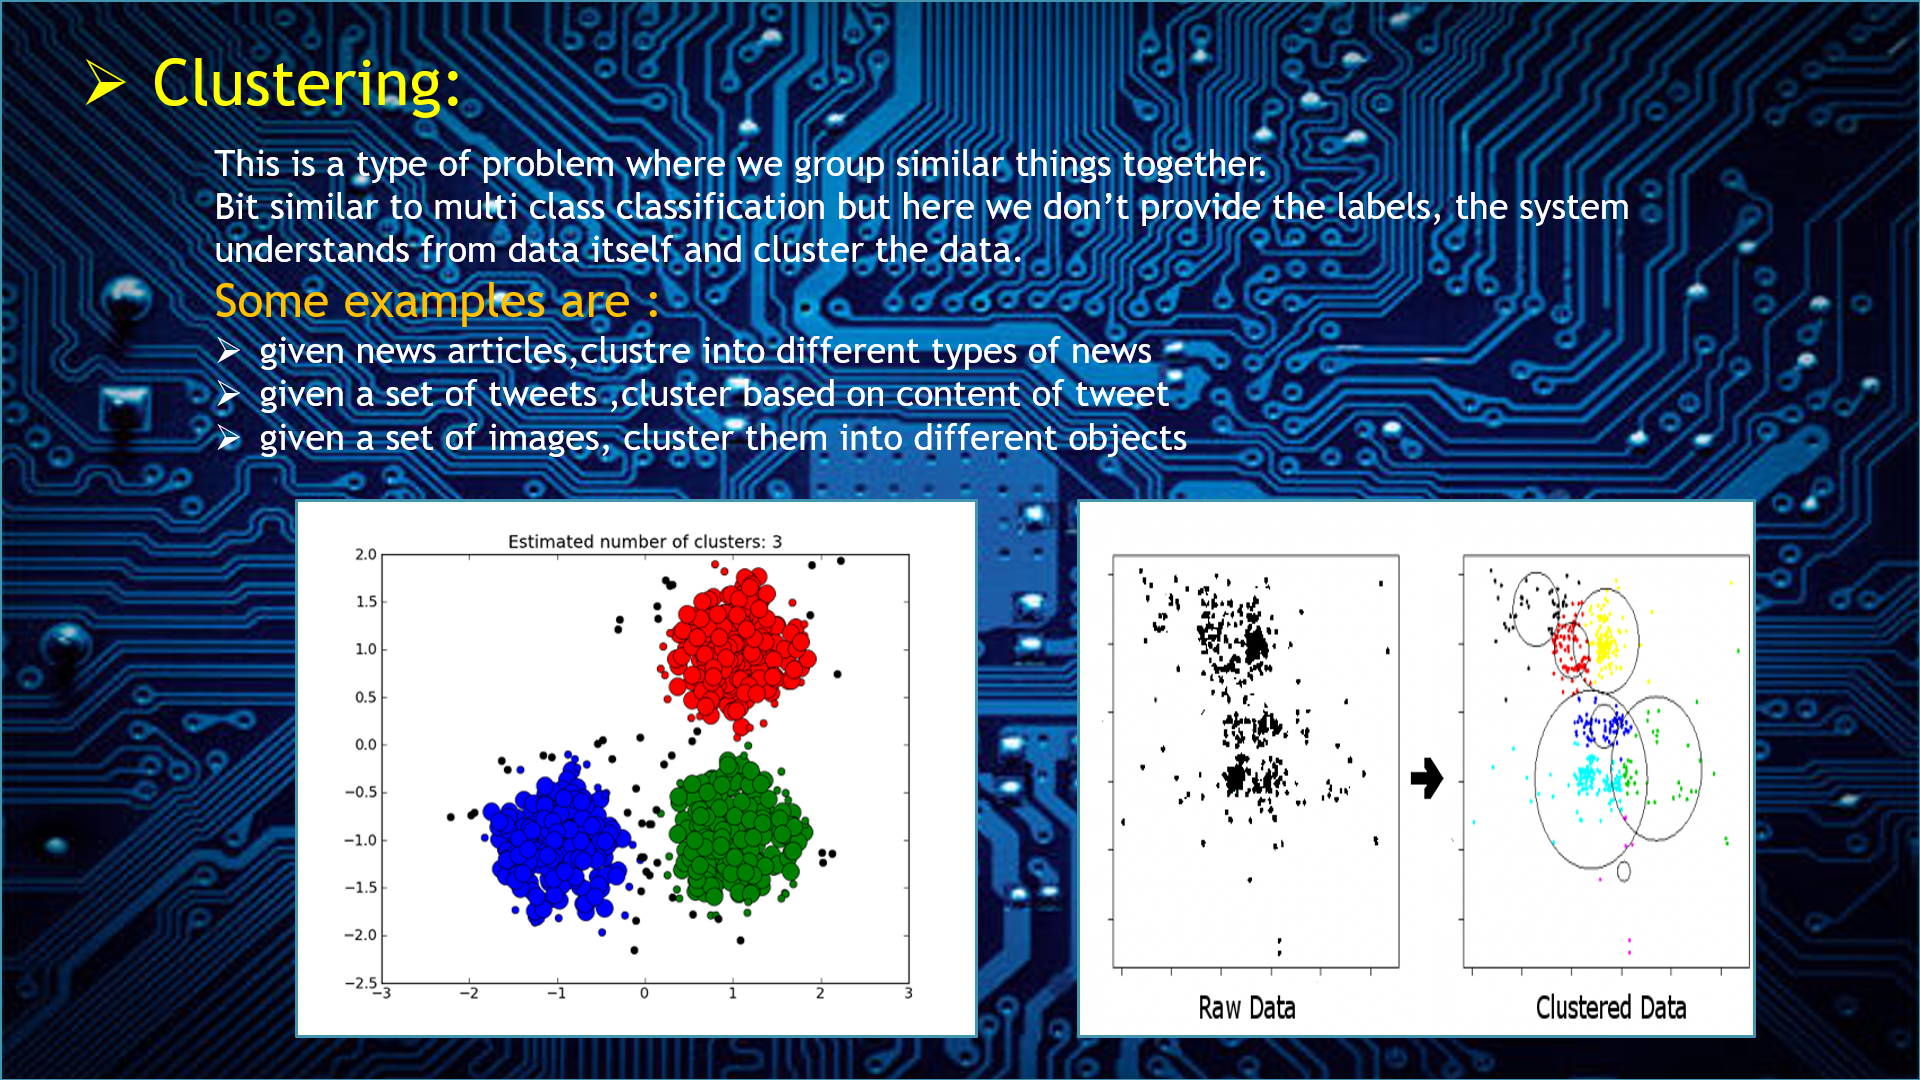 ➢ Clustering:
This is a type of problem where we group similar things together.
Bit similar to multi class classification but here we don’t provide the labels, the system
understands from data itself and cluster the data.
Some examples are :
➢ given news articles,clustre into different types of news
➢ given a set of tweets ,cluster based on content of tweet
➢ given a set of images, cluster them into different objects
Estimated number of clusters: 3
2.0
1.5
1.0
0.5
0.0
−0.5
−1.0
−1.5
−2.0
−2.5
−3 −2 −1 0 1 2 3
Raw Data
Clustered Data